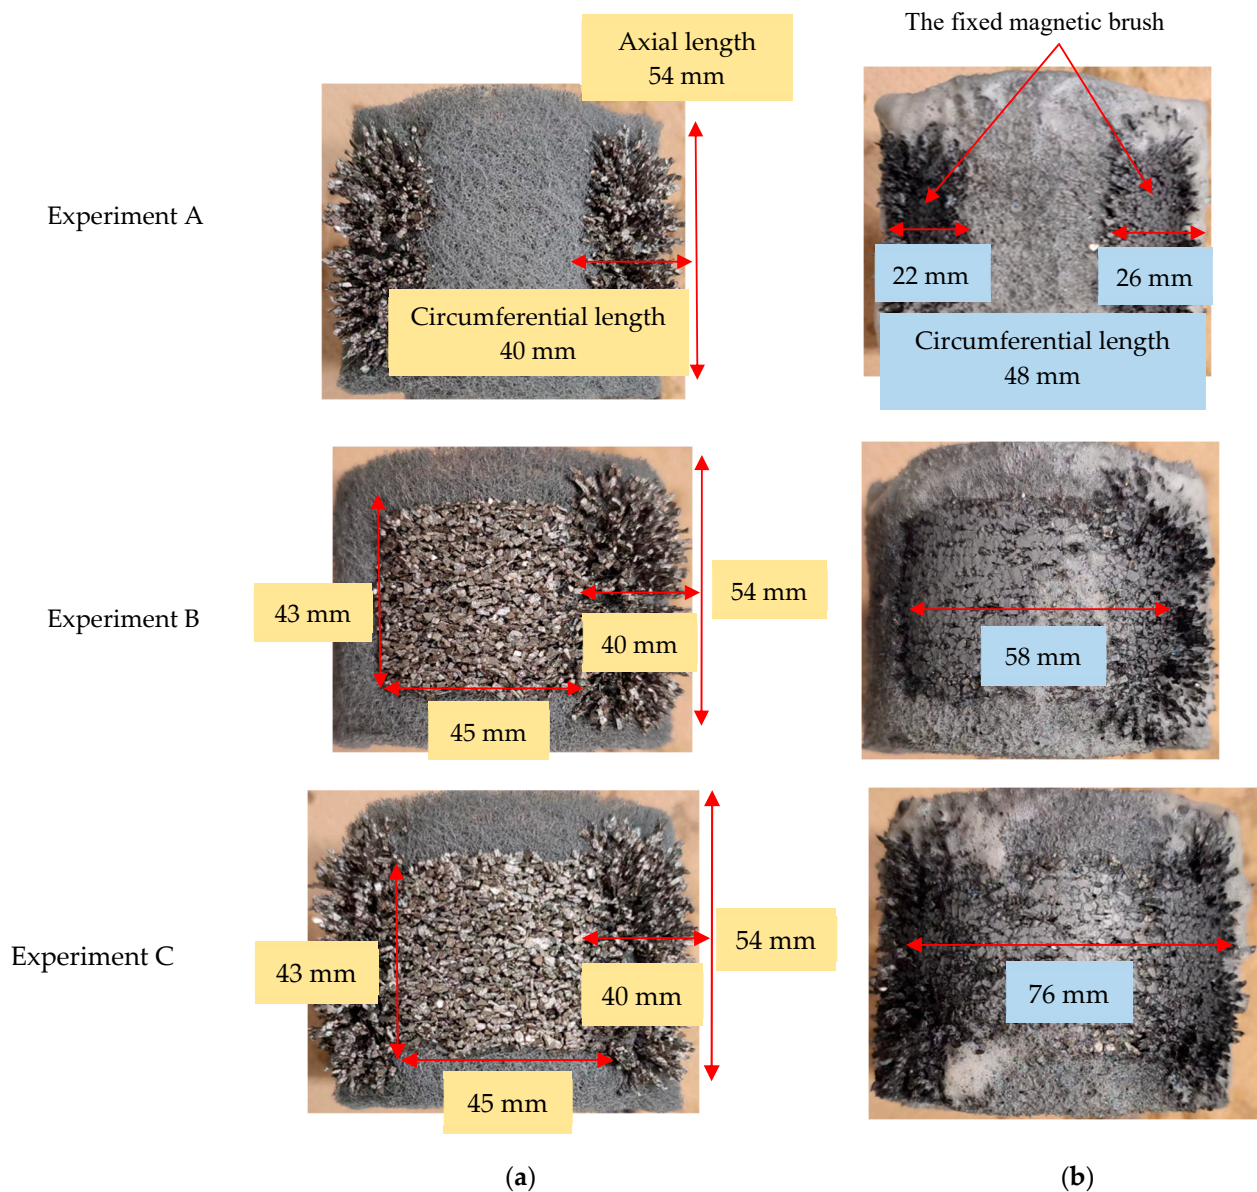 The fixed magnetic brush
Axial length
54 mm
Experiment A
22 mm
26 mm
Circumferential length
40 mm
Circumferential length
48 mm
Experiment B
43 mm
54 mm
40 mm
58 mm
45 mm
Experiment C
43 mm
54 mm
40 mm
76 mm
45 mm
(a)
(b)